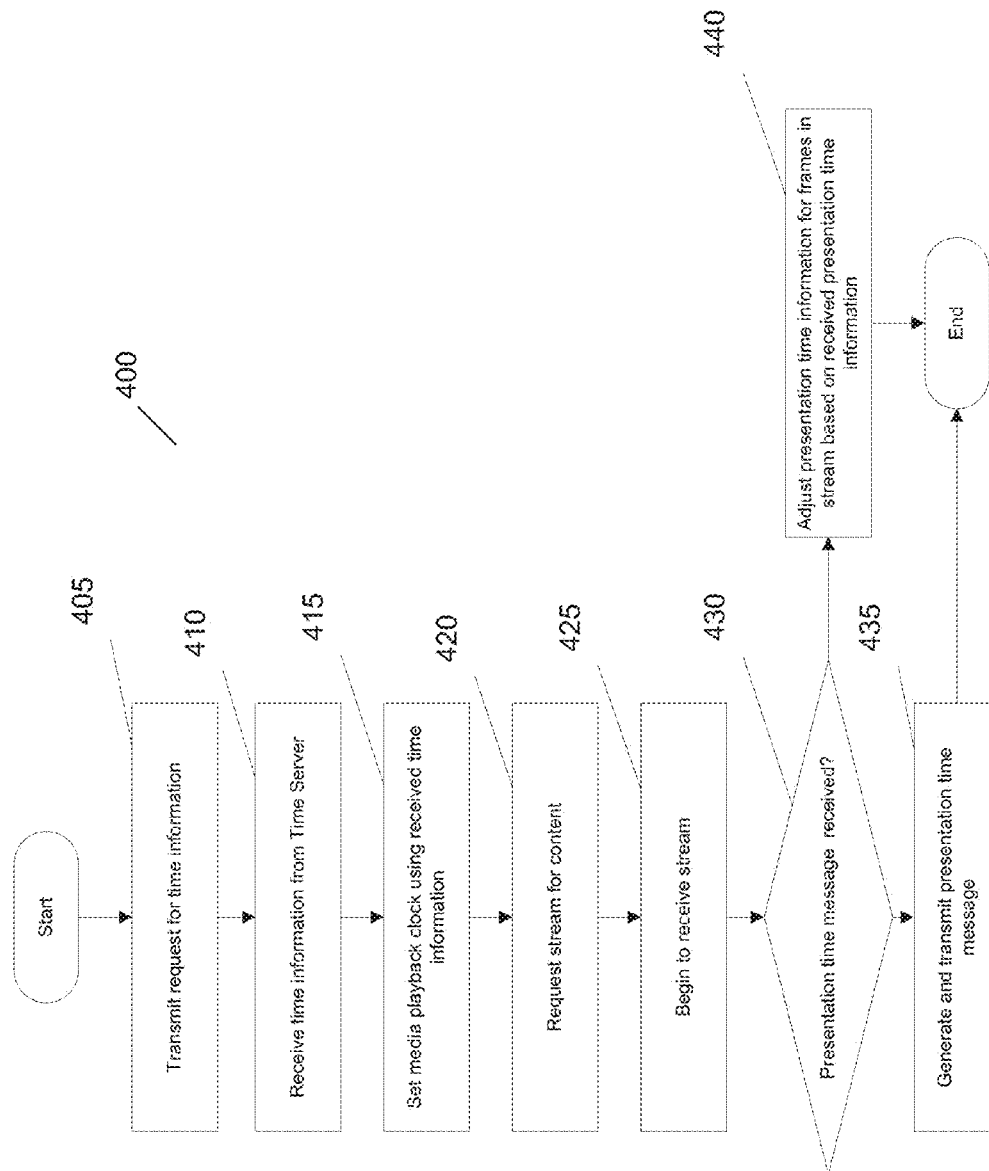 400
Start
405
Transmit request for time information
410
Receive time information from Time Server
415
Set media playback clock using received time
information
420
Request stream for content
425
Begin to receive stream
430
Presentation time message received?
435
Generate and transmit presentation time
message
440
Adjust presentation time information for frames in
stream based on received presentation time
information
End